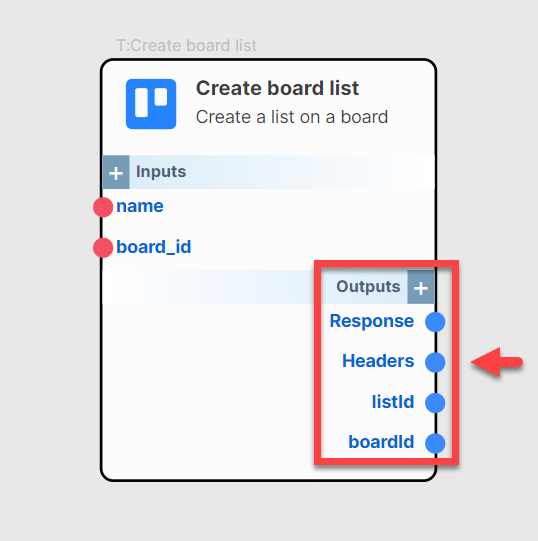 T:Create board list
Create board list
Create a list on a board
+ Inputs
name
board_id
Outputs +
Response
Headers
listId
boardId